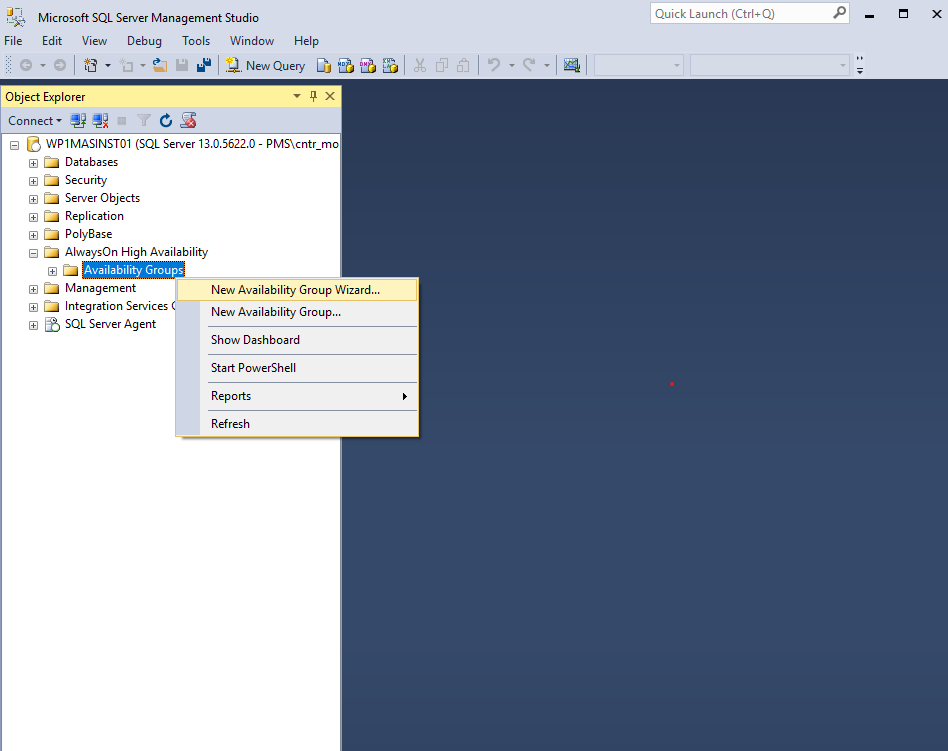 Microsoft SQL Server Management Studio
Quick Launch (Ctrl+Q)
File Edit View Debug Tools Window Help
New Query
Object Explorer
Connect
WP1MASINST01 (SQL Server 13.0.5622.0 - PMS\cntr_mo
Databases
Security
Server Objects
Replication
PolyBase
AlwaysOn High Availability
Availability Groups
Management
Integration Services
SQL Server Agent
New Availability Group Wizard...
New Availability Group...
Show Dashboard
Start PowerShell
Reports
Refresh